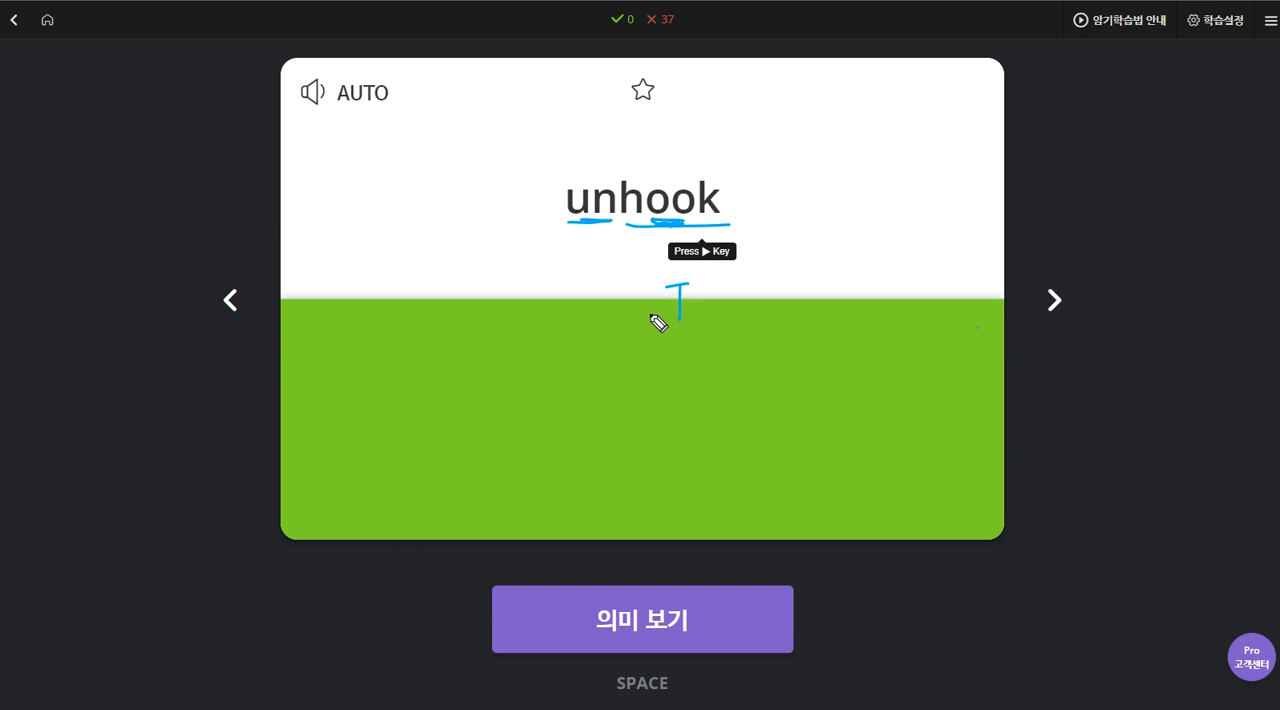 0 37 암기학습법 안내 학습설정
AUTO
unhook
Press ▶ Key
T
의미 보기
SPACE
Pro
고객센터